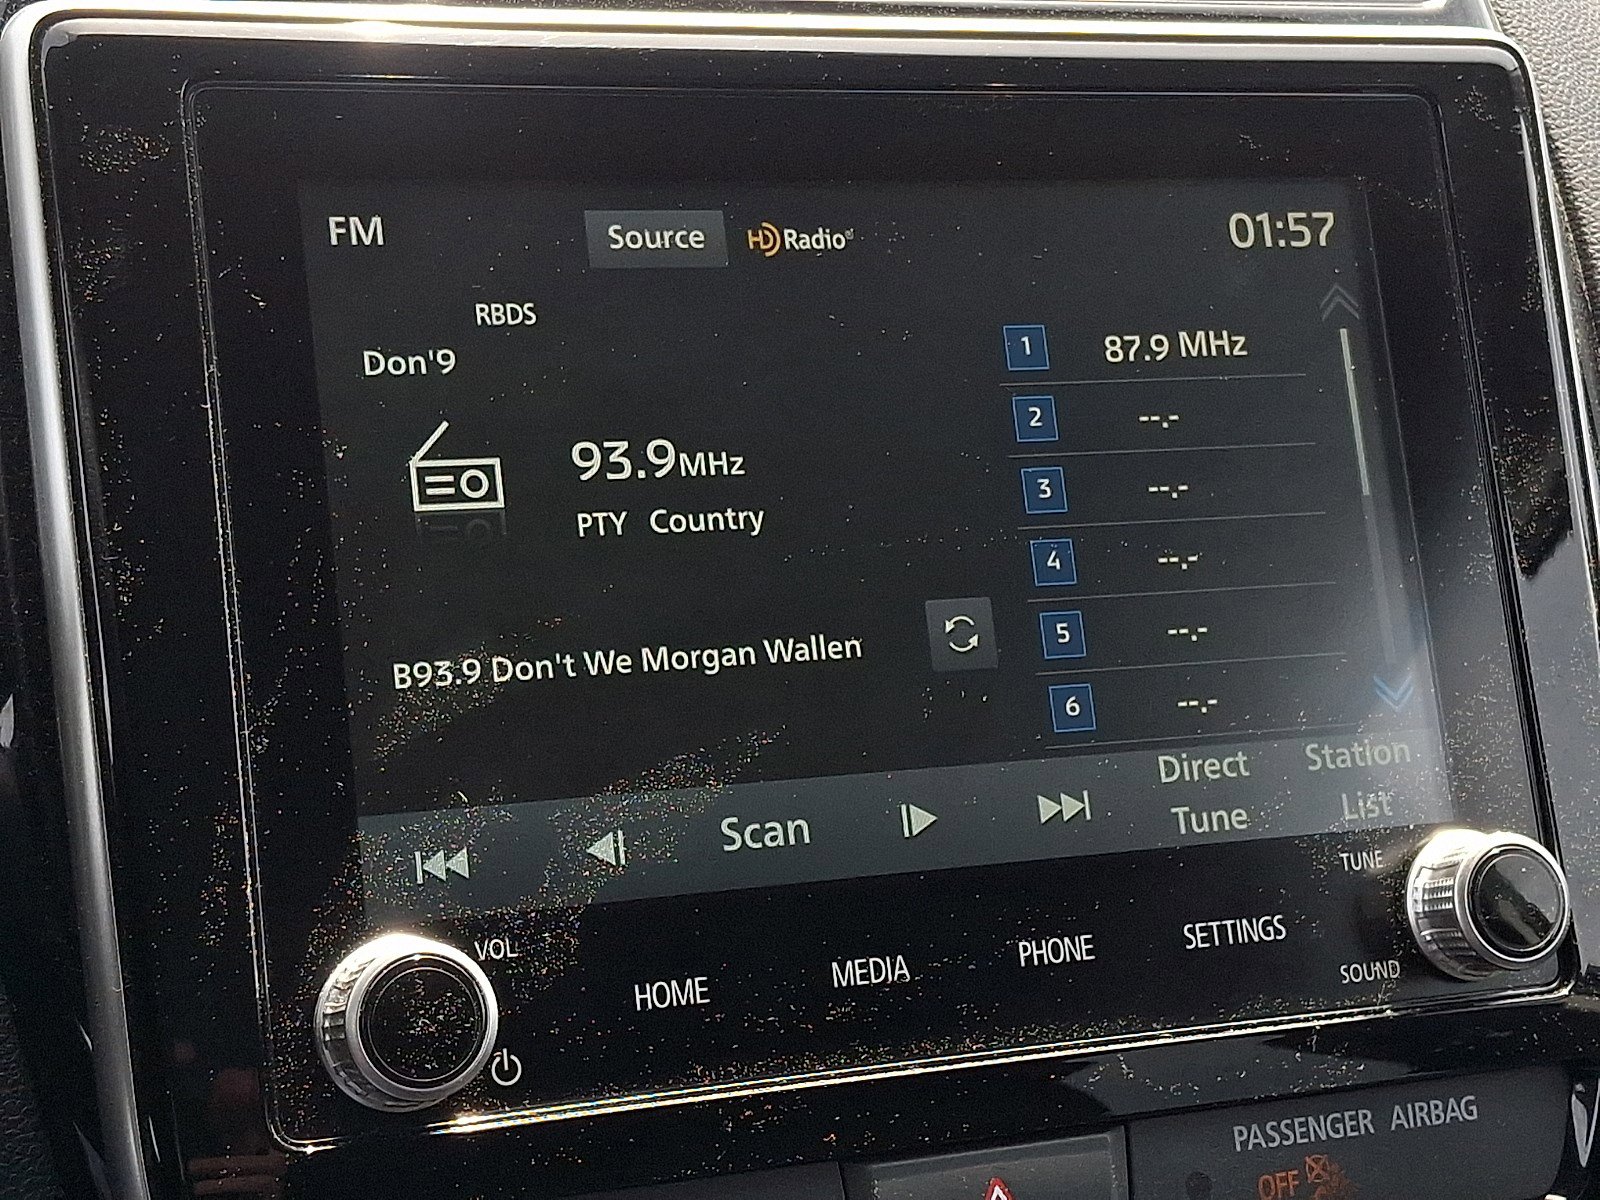 FM
Source
HD Radio®
01:57
RBDS
Don'9
93.9MHz
PTY Country
B93.9 Don't We Morgan Wallen
1 87.9 MHz
2 --.-
3 --.-
4 --.-
5 --.-
6 --.-
Scan
Direct
Tune
Station
List
VOL
HOME
MEDIA
PHONE
SETTINGS
TUNE
SOUND
PASSENGER AIRBAG
OFF